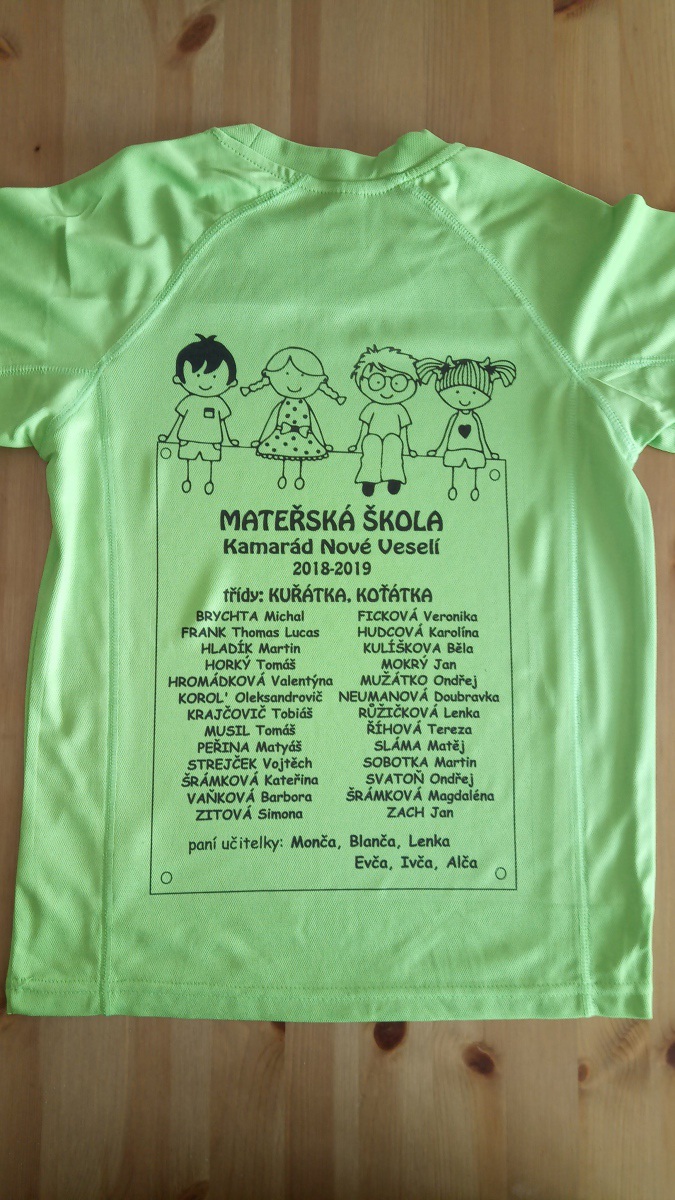 MATEŘSKÁ ŠKOLA
Kamarád Nové Veselí
2018-2019
třídy: KUŘÁTKA, KOŤÁTKA
BRYCHTA Michal
FRANK Thomas Lucas
HLADÍK Martin
HORKÝ Tomáš
HROMÁDKOVÁ Valentýna
KOROL' Oleksandrovič
KRAJČOVIČ Tobiáš
MUSIL Tomáš
PEŘINA Matyáš
STREJČEK Vojtěch
ŠRÁMKOVÁ Kateřina
VAŇKOVÁ Barbora
ZITOVÁ Simona
FICKOVÁ Veronika
HUDCOVÁ Karolína
KULÍŠKOVA Běla
MOKRÝ Jan
MUŽÁTKO Ondřej
NEUMANOVÁ Doubravka
RŮŽIČKOVÁ Lenka
ŘÍHOVÁ Tereza
SLÁMA Matěj
SOBOTKA Martin
SVATOŇ Ondřej
ŠRÁMKOVÁ Magdaléna
ZACH Jan
paní učitelky: Monča, Blanča, Lenka
Evča, Ivča, Alča